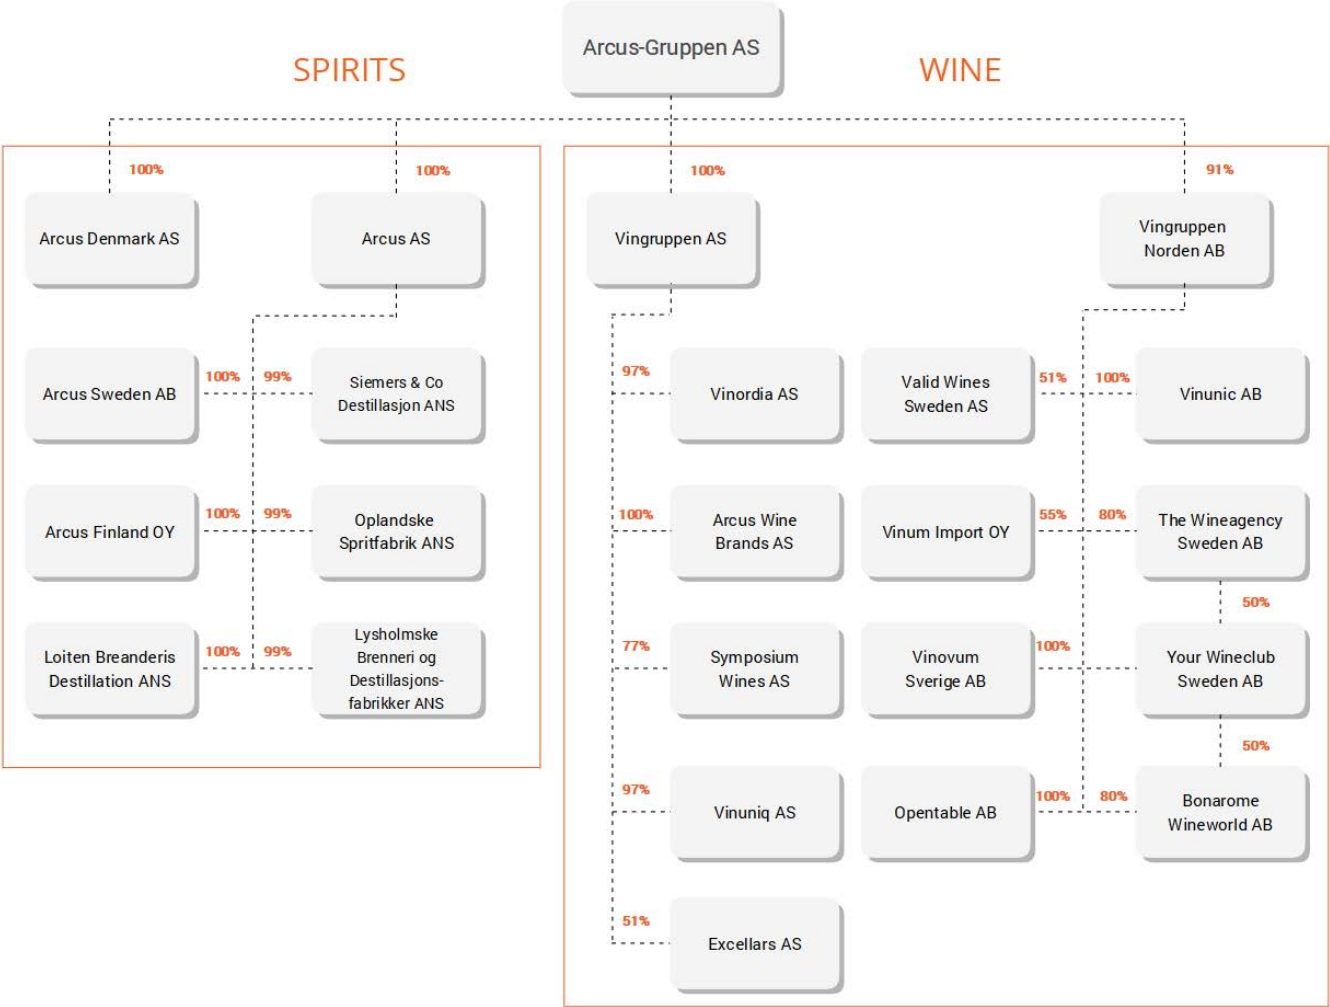 Arcus-Gruppen AS
SPIRITS
WINE
100%
100%
100%
91%
Arcus Denmark AS
Arcus AS
Vingruppen AS
Vingruppen
Norden AB
100%
99%
97%
51%
100%
Arcus Sweden AB
Siemers & Co
Destillasjon ANS
Vinordia AS
Valid Wines
Sweden AS
Vinunic AB
100%
99%
100%
55%
80%
Arcus Finland OY
Oplandske
Spritfabrik ANS
Arcus Wine
Brands AS
Vinum Import OY
The Wineagency
Sweden AB
50%
100%
99%
77%
100%
Loiten Breanderis
Destillation ANS
Lysholmske
Brenneri og
Destillasjons-
fabrikker ANS
Symposium
Wines AS
Vinovum
Sverige AB
Your Wineclub
Sweden AB
50%
97%
100%
80%
Vinuniq AS
Opentable AB
Bonarome
Wineworld AB
51%
Excellars AS